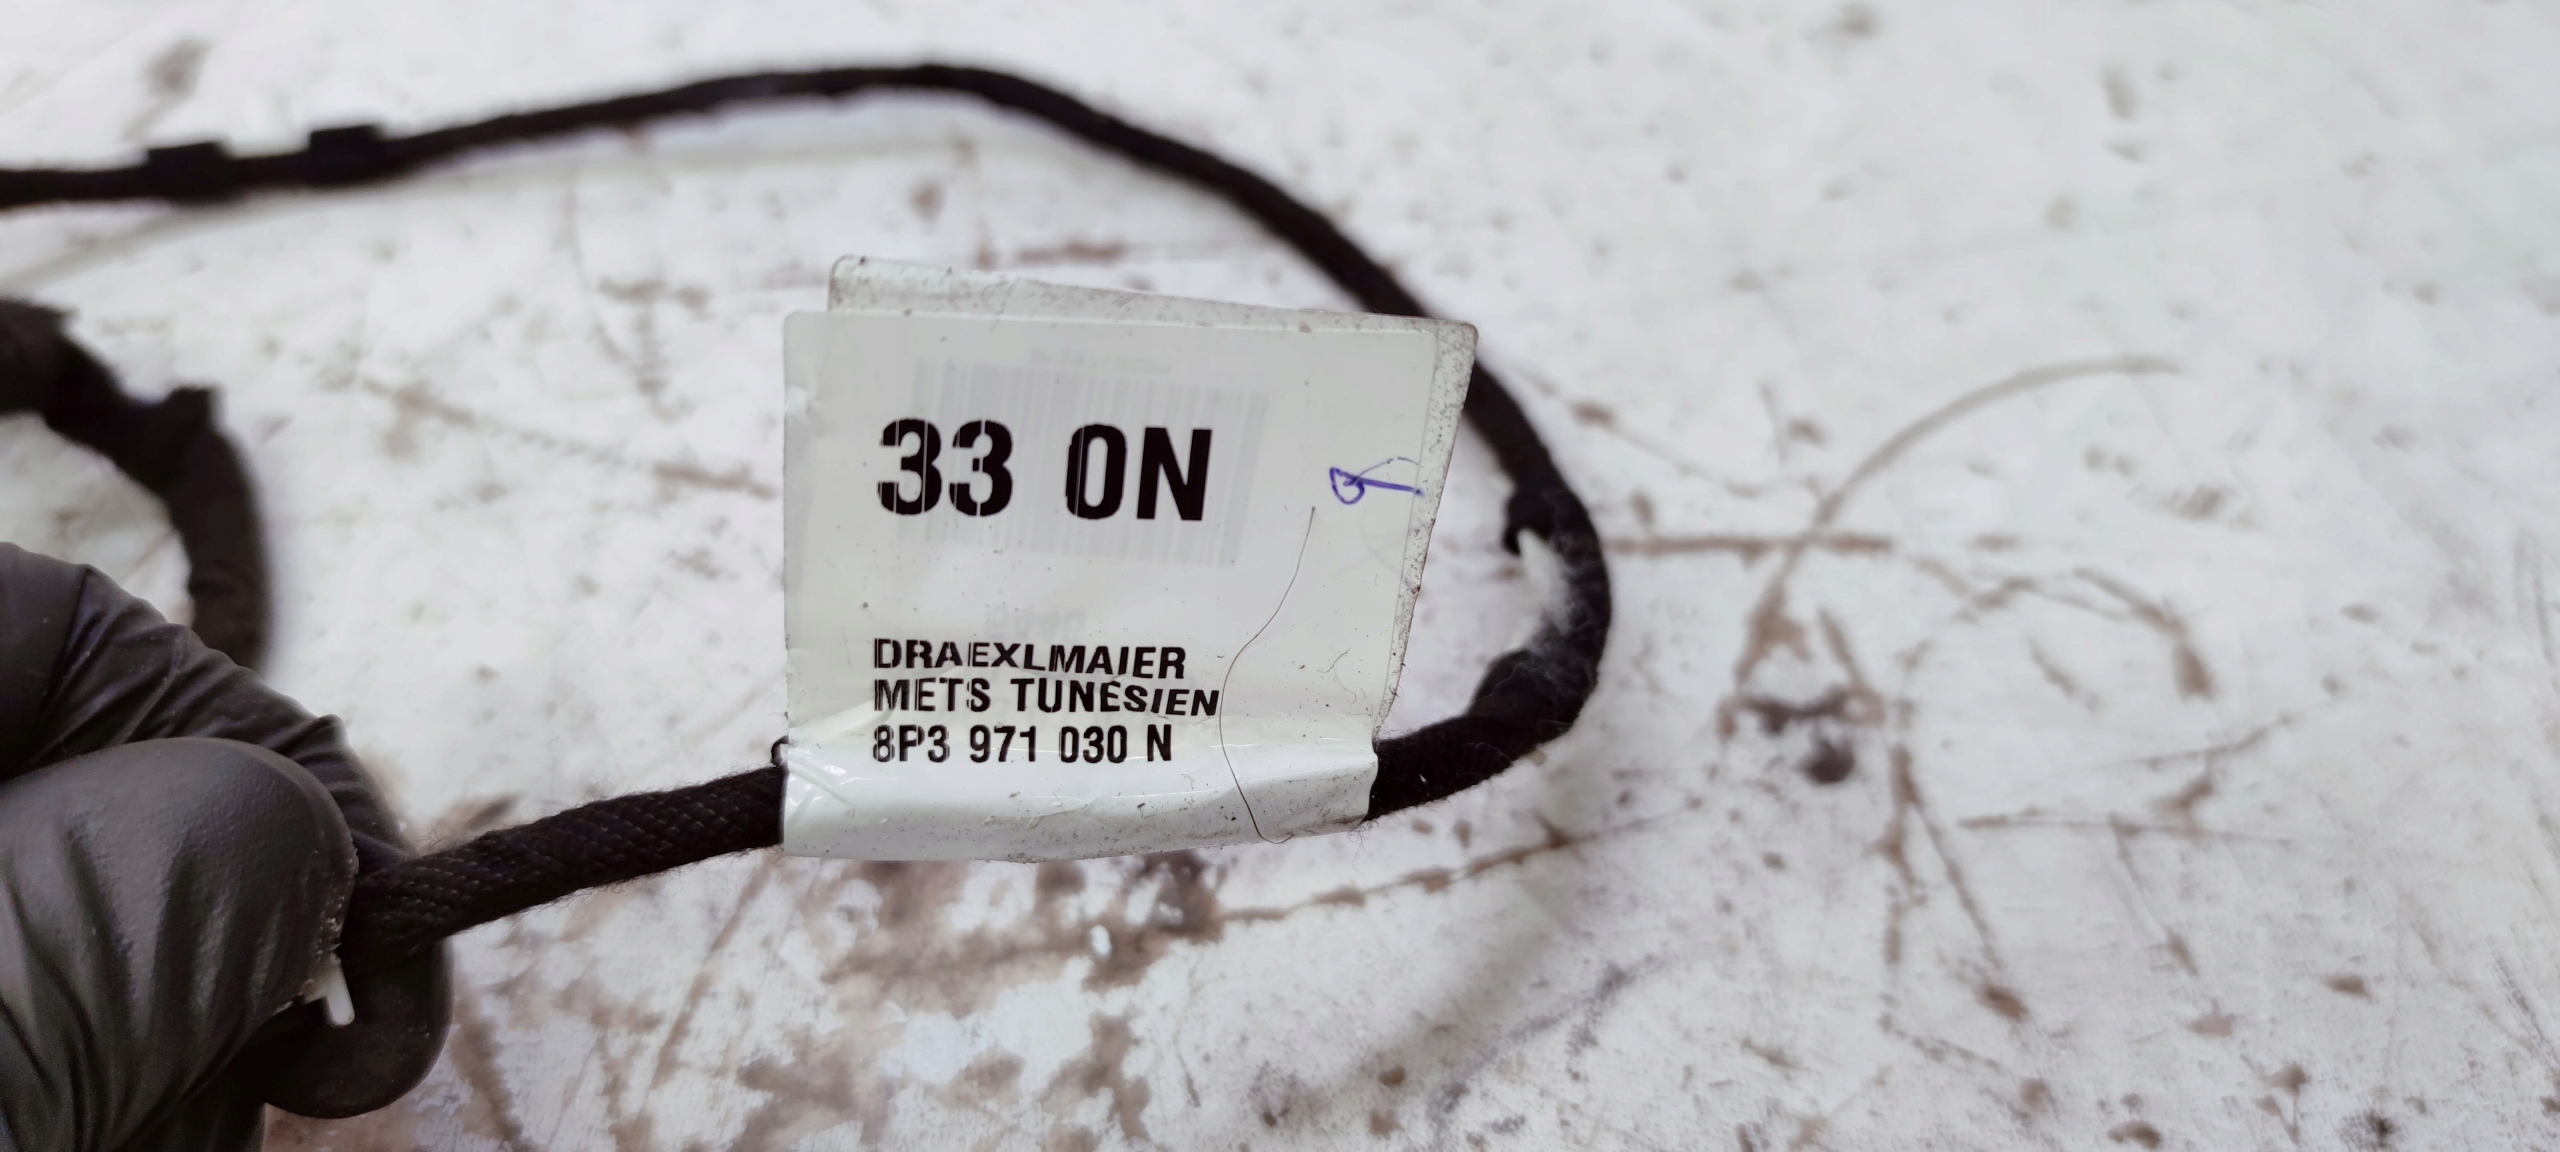 33 0N
DRAEXLMAIER
METS TUNESIEN
8P3 971 030 N